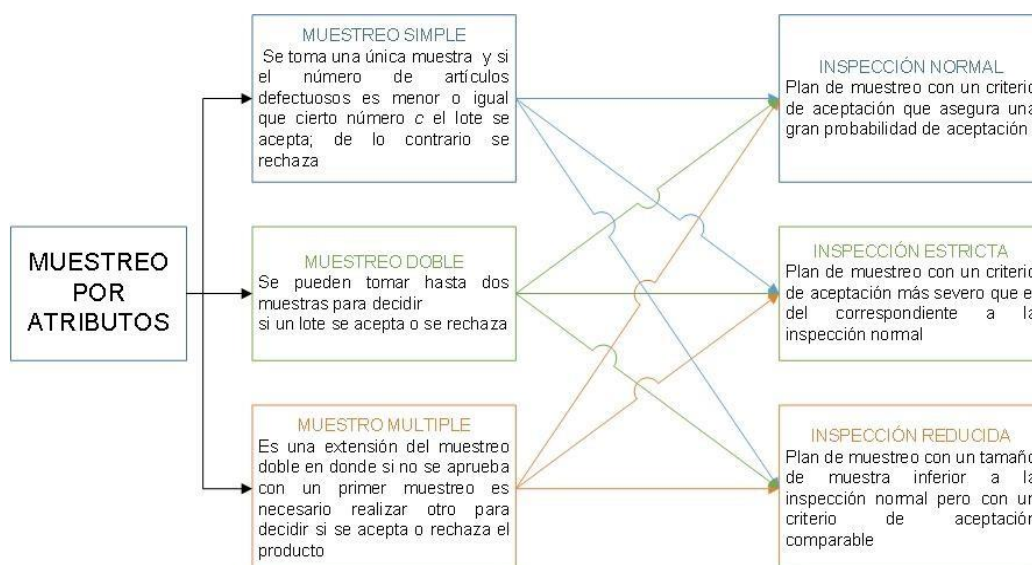 MUESTREO
POR
ATRIBUTOS
MUESTREO SIMPLE
Se toma una única muestra y si
el número de artículos
defectuosos es menor o igual
que cierto número c el lote se
acepta; de lo contrario se
rechaza
MUESTREO DOBLE
Se pueden tomar hasta dos
muestras para decidir
si un lote se acepta o se rechaza
MUESTRO MULTIPLE
Es una extensión del muestreo
doble en donde si no se aprueba
con un primer muestreo es
necesario realizar otro para
decidir si se acepta o rechaza el
producto
INSPECCIÓN NORMAL
Plan de muestreo con un criterio
de aceptación que asegura una
gran probabilidad de aceptación
INSPECCIÓN ESTRICTA
Plan de muestreo con un criterio
de aceptación más severo que el
del correspondiente a la
inspección normal
INSPECCIÓN REDUCIDA
Plan de muestreo con un tamaño
de muestra inferior a la
inspección normal pero con un
criterio de aceptación
comparable